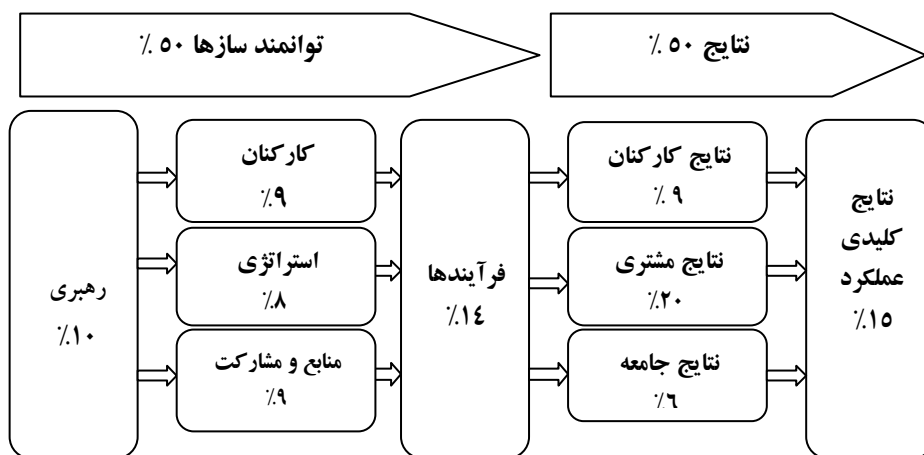 توانمند سازها ۵۰ ٪
نتایج ۵۰ ٪
رهبری
٪۱۰
کارکنان
٪۹
استراتژی
٪۸
منابع و مشارکت
٪۹
فرآیندها
٪۱۴
نتایج کارکنان
٪۹
نتایج مشتری
٪۲۰
نتایج جامعه
٪۶
نتایج
کلیدی
عملکرد
٪۱۵